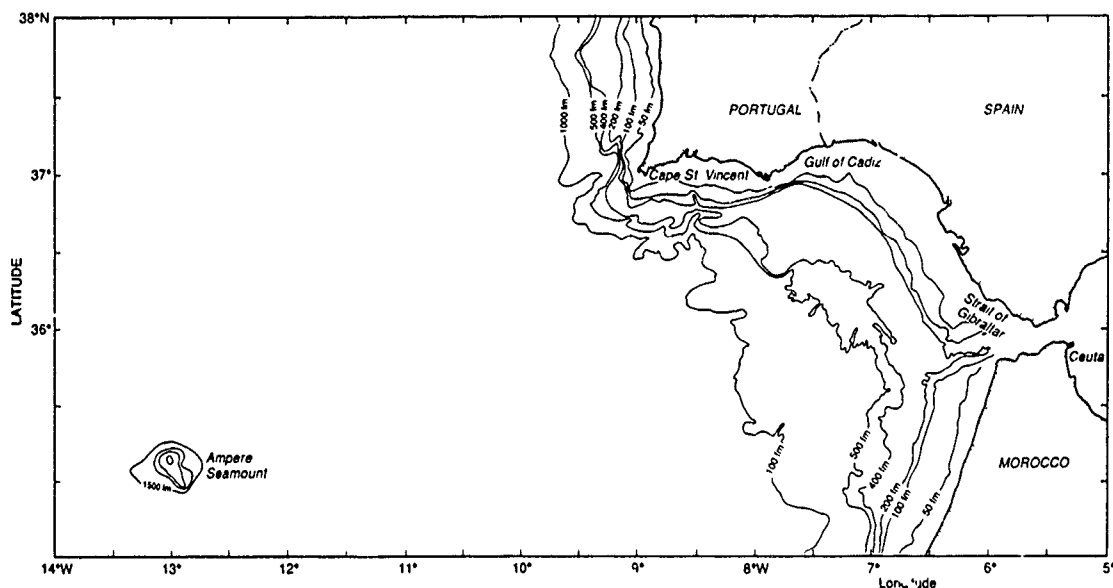 38°N
37°
36°
LATITUDE
PORTUGAL
SPAIN
Gulf of Cadiz
Cape St. Vincent
1000 fm
500 fm
400 fm
200 fm
100 fm
50 fm
Strait of
Gibraltar
Ceuta
MOROCCO
Ampere
Seamount
1500 fm
100 fm
500 fm
400 fm
200 fm
100 fm
50 fm
14°W
13°
12°
11°
10°
9°
8°W
7°
6°
5°